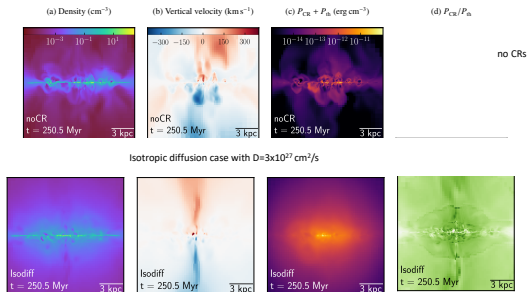 (a) Density (cm⁻³) (b) Vertical velocity (km s⁻¹) (c) P_CR + P_th (erg cm⁻³) (d) P_CR/P_th
10⁻³ 10⁻¹ 10¹ −300 −150 0 150 300 10⁻¹⁴ 10⁻¹³ 10⁻¹² 10⁻¹¹
no CRs
noCR noCR noCR
t = 250.5 Myr 3 kpc t = 250.5 Myr 3 kpc t = 250.5 Myr 3 kpc
Isotropic diffusion case with D=3x10²⁷ cm²/s
Isodiff Isodiff Isodiff Isodiff
t = 250.5 Myr 3 kpc t = 250.5 Myr 3 kpc t = 250.5 Myr 3 kpc t = 250.5 Myr 3 kpc